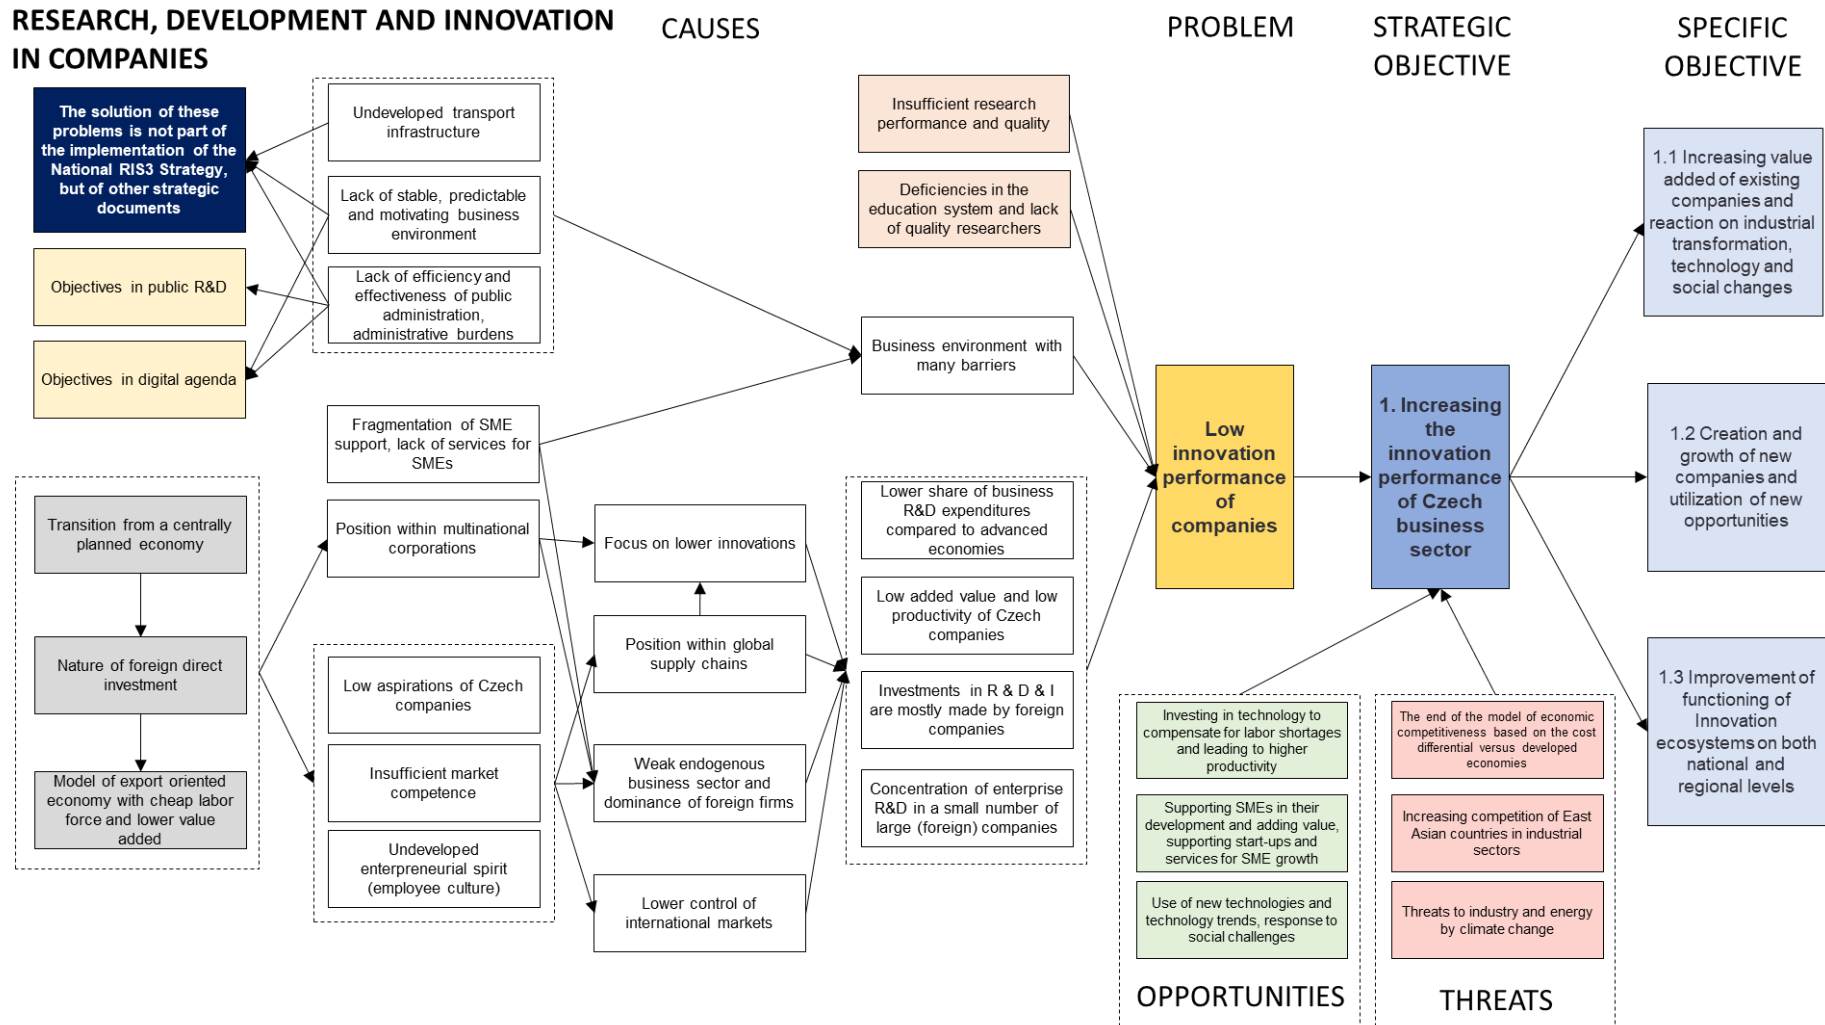 RESEARCH, DEVELOPMENT AND INNOVATION
IN COMPANIES
CAUSES
PROBLEM
STRATEGIC
OBJECTIVE
SPECIFIC
OBJECTIVE
The solution of these
problems is not part of
the implementation of the
National RIS3 Strategy,
but of other strategic
documents
Objectives in public R&D
Objectives in digital agenda
Undeveloped transport
infrastructure
Lack of stable, predictable
and motivating business
environment
Lack of efficiency and
effectiveness of public
administration,
administrative burdens
Fragmentation of SME
support, lack of services for
SMEs
Transition from a centrally
planned economy
Nature of foreign direct
investment
Model of export oriented
economy with cheap labor
force and lower value
added
Position within multinational
corporations
Low aspirations of Czech
companies
Insufficient market
competence
Undeveloped
enterpreneurial spirit
(employee culture)
Focus on lower innovations
Position within global
supply chains
Weak endogenous
business sector and
dominance of foreign firms
Lower control of
international markets
Insufficient research
performance and quality
Deficiencies in the
education system and lack
of quality researchers
Business environment with
many barriers
Lower share of business
R&D expenditures
compared to advanced
economies
Low added value and low
productivity of Czech
companies
Investments in R & D & I
are mostly made by foreign
companies
Concentration of enterprise
R&D in a small number of
large (foreign) companies
Low
innovation
performance
of
companies
1. Increasing
the
innovation
performance
of Czech
business
sector
1.1 Increasing value
added of existing
companies and
reaction on industrial
transformation,
technology and
social changes
1.2 Creation and
growth of new
companies and
utilization of new
opportunities
1.3 Improvement of
functioning of
Innovation
ecosystems on both
national and
regional levels
Investing in technology to
compensate for labor shortages
and leading to higher
productivity
Supporting SMEs in their
development and adding value,
supporting start-ups and
services for SME growth
Use of new technologies and
technology trends, response to
social challenges
OPPORTUNITIES
The end of the model of economic
competitiveness based on the cost
differential versus developed
economies
Increasing competition of East
Asian countries in industrial
sectors
Threats to industry and energy
by climate change
THREATS